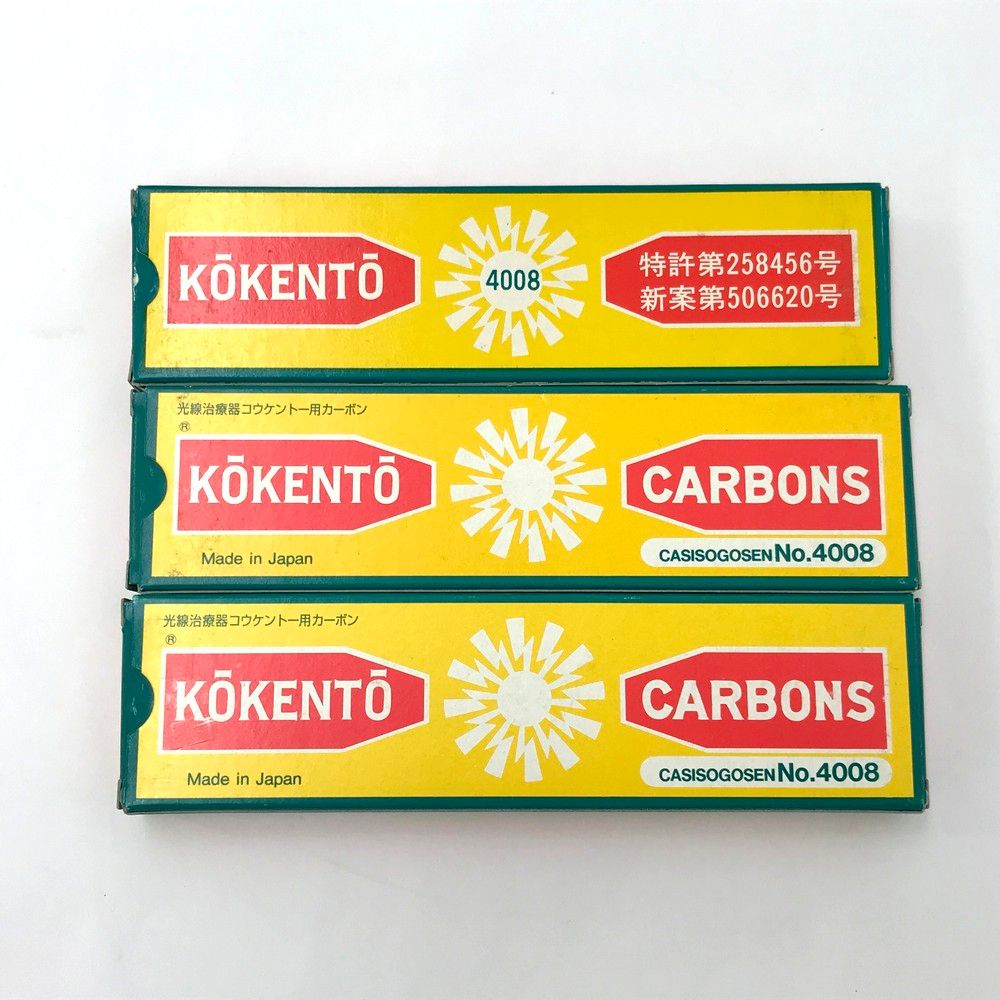 KŌKENTŌ
4008
特許第258456号
新案第506620号
光線治療器コウケントー用カーボン
®
KŌKENTŌ
CARBONS
Made in Japan
CASISOGOSEN No.4008
光線治療器コウケントー用カーボン
®
KŌKENTŌ
CARBONS
Made in Japan
CASISOGOSEN No.4008